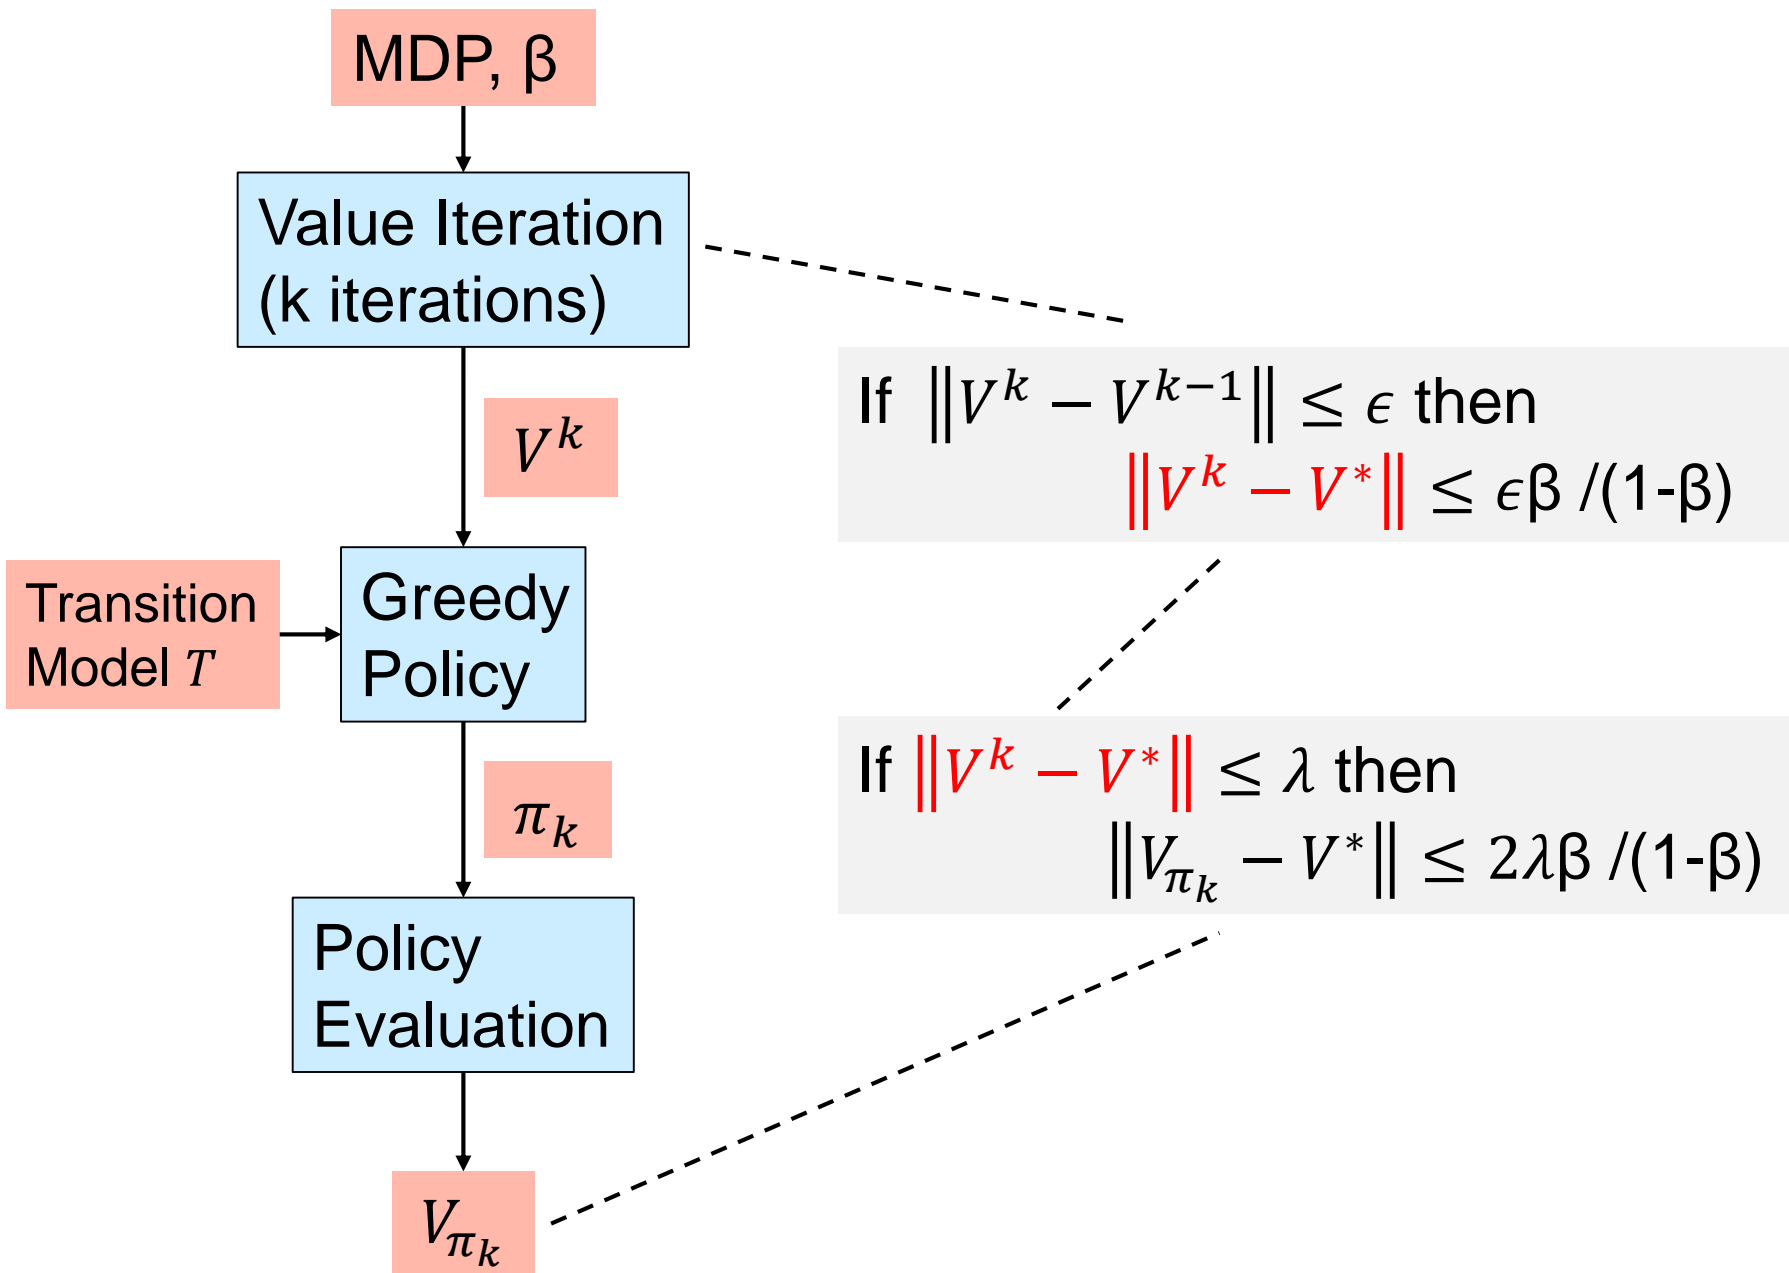 MDP, β
Value Iteration
(k iterations)
V^k
If ‖V^k − V^{k−1}‖ ≤ ϵ then
‖V^k − V^*‖ ≤ ϵβ /(1-β)
Transition
Model T
Greedy
Policy
If ‖V^k − V^*‖ ≤ λ then
‖V_{π_k} − V^*‖ ≤ 2λβ /(1-β)
π_k
Policy
Evaluation
V_{π_k}